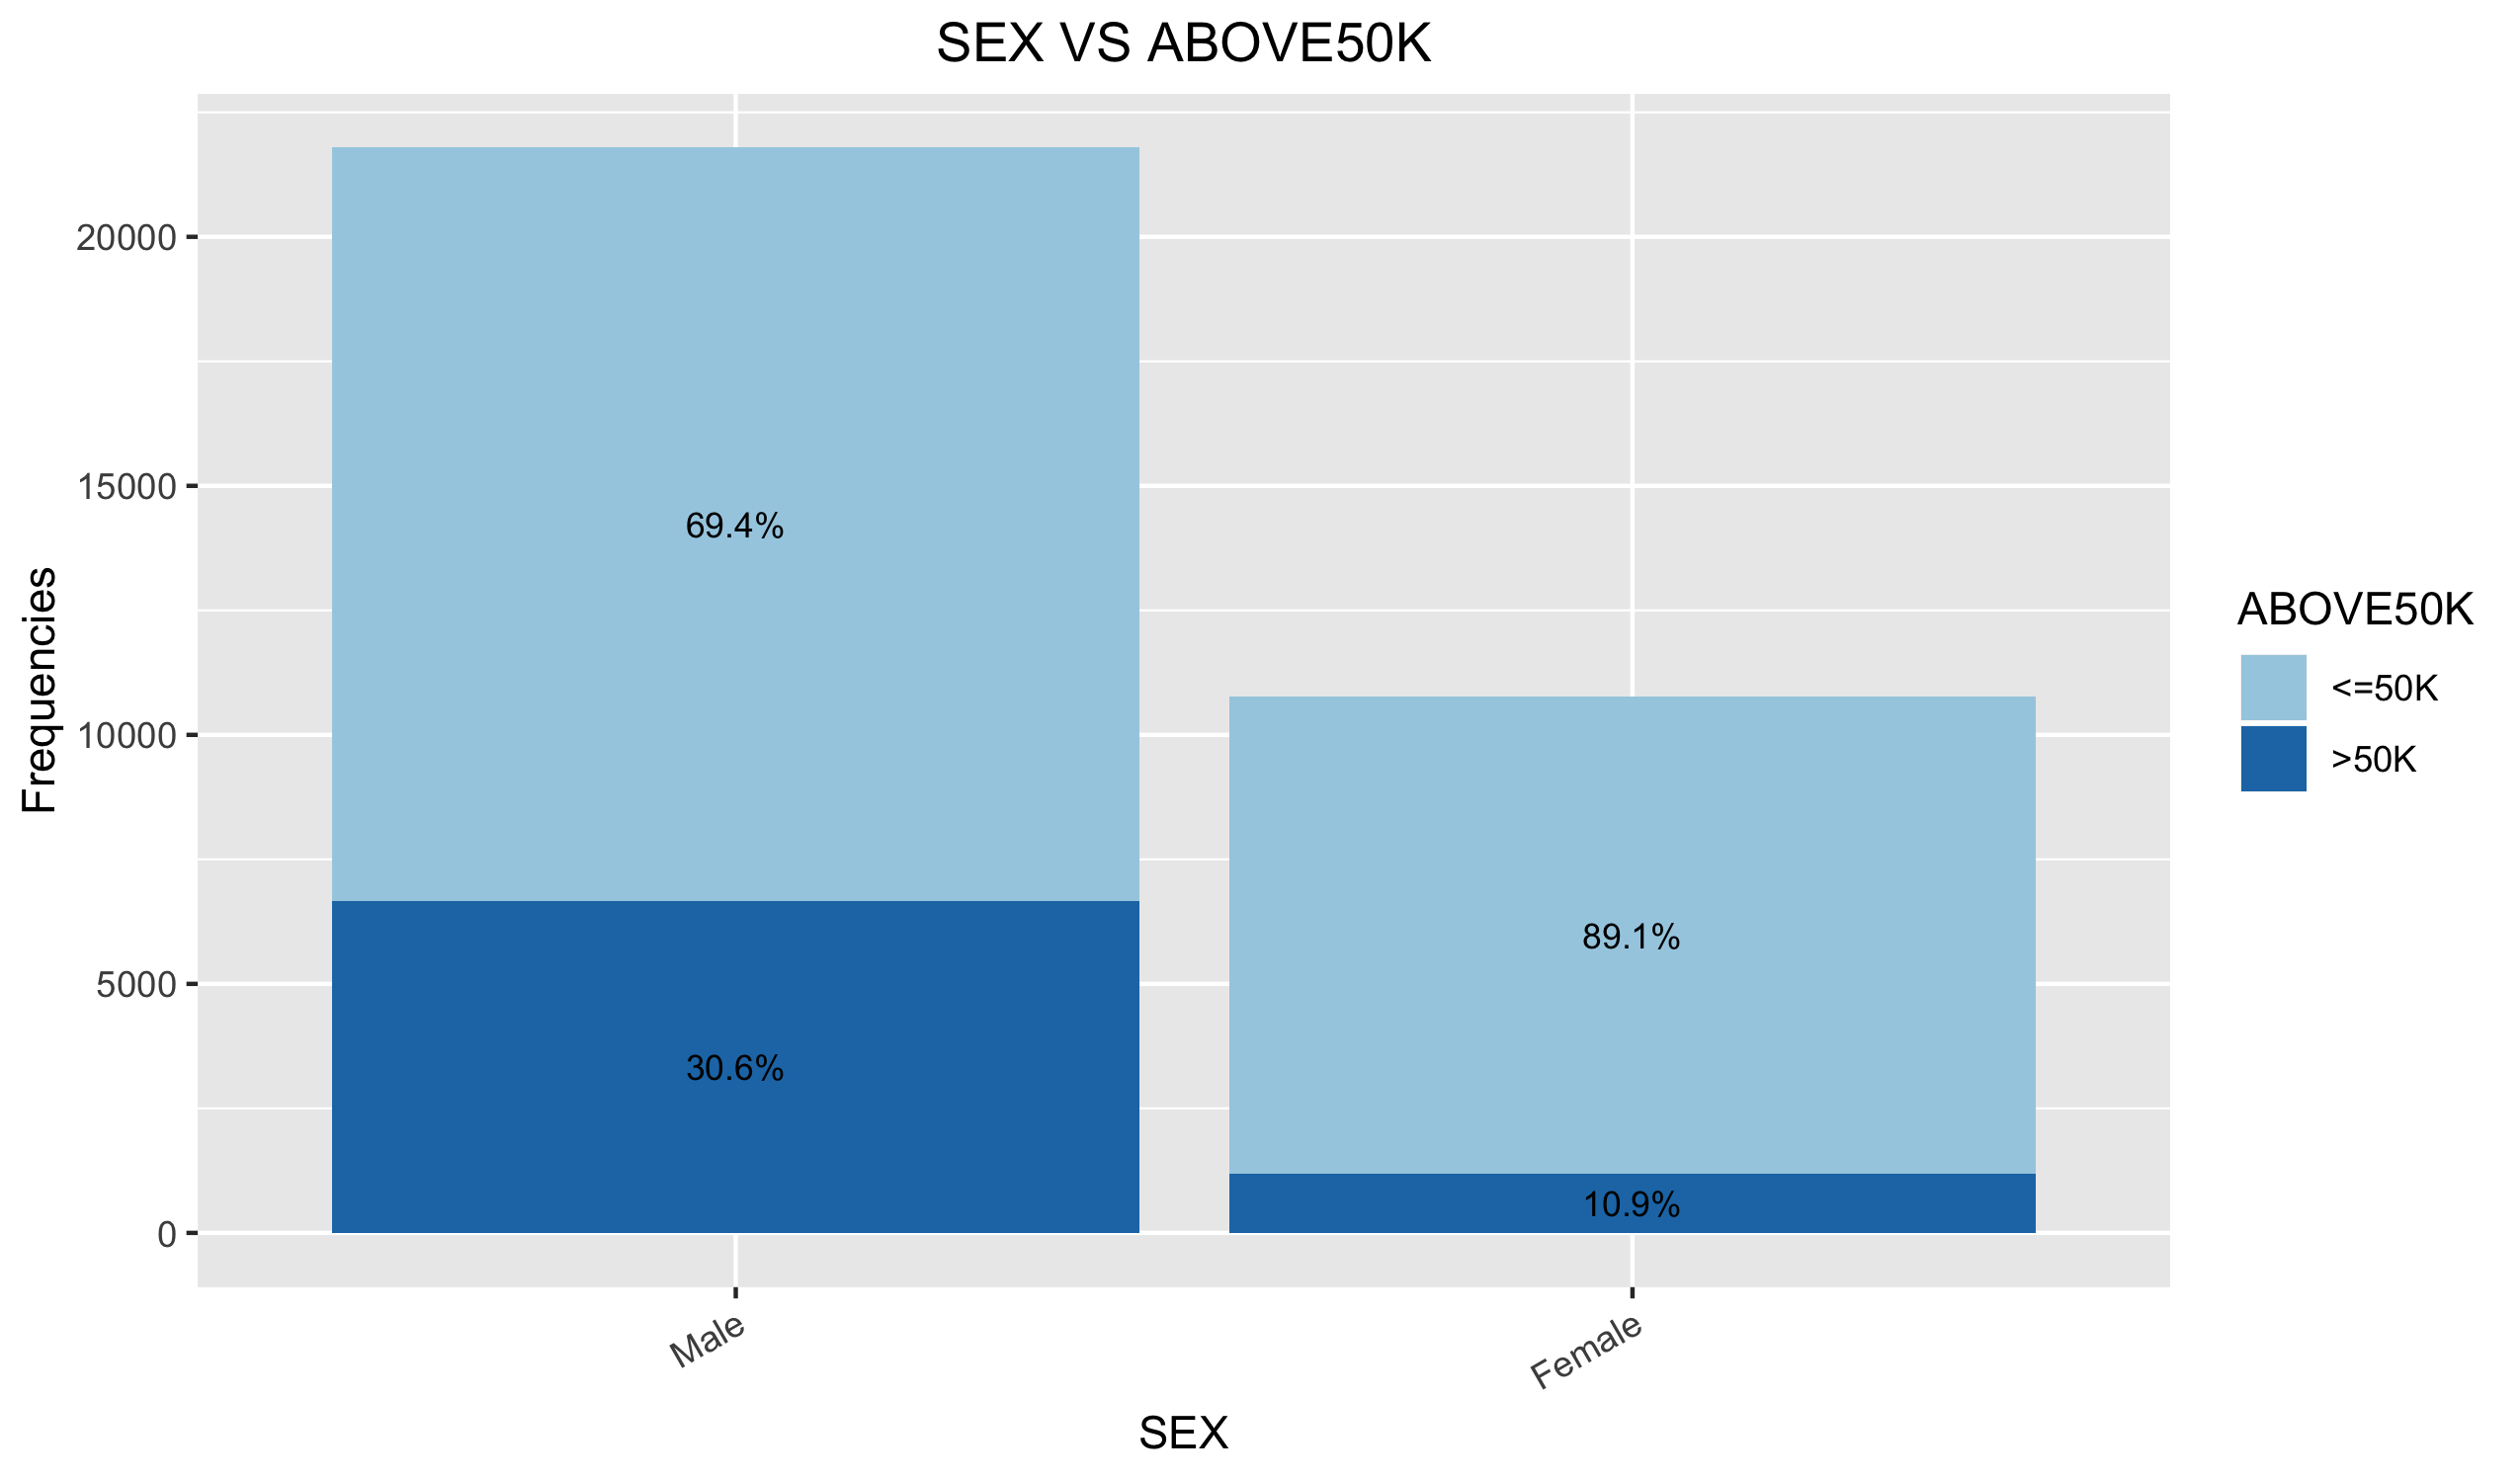 SEX VS ABOVE50K
Frequencies
20000
15000
10000
5000
0
69.4%
30.6%
89.1%
10.9%
Male
Female
SEX
ABOVE50K
<=50K
>50K